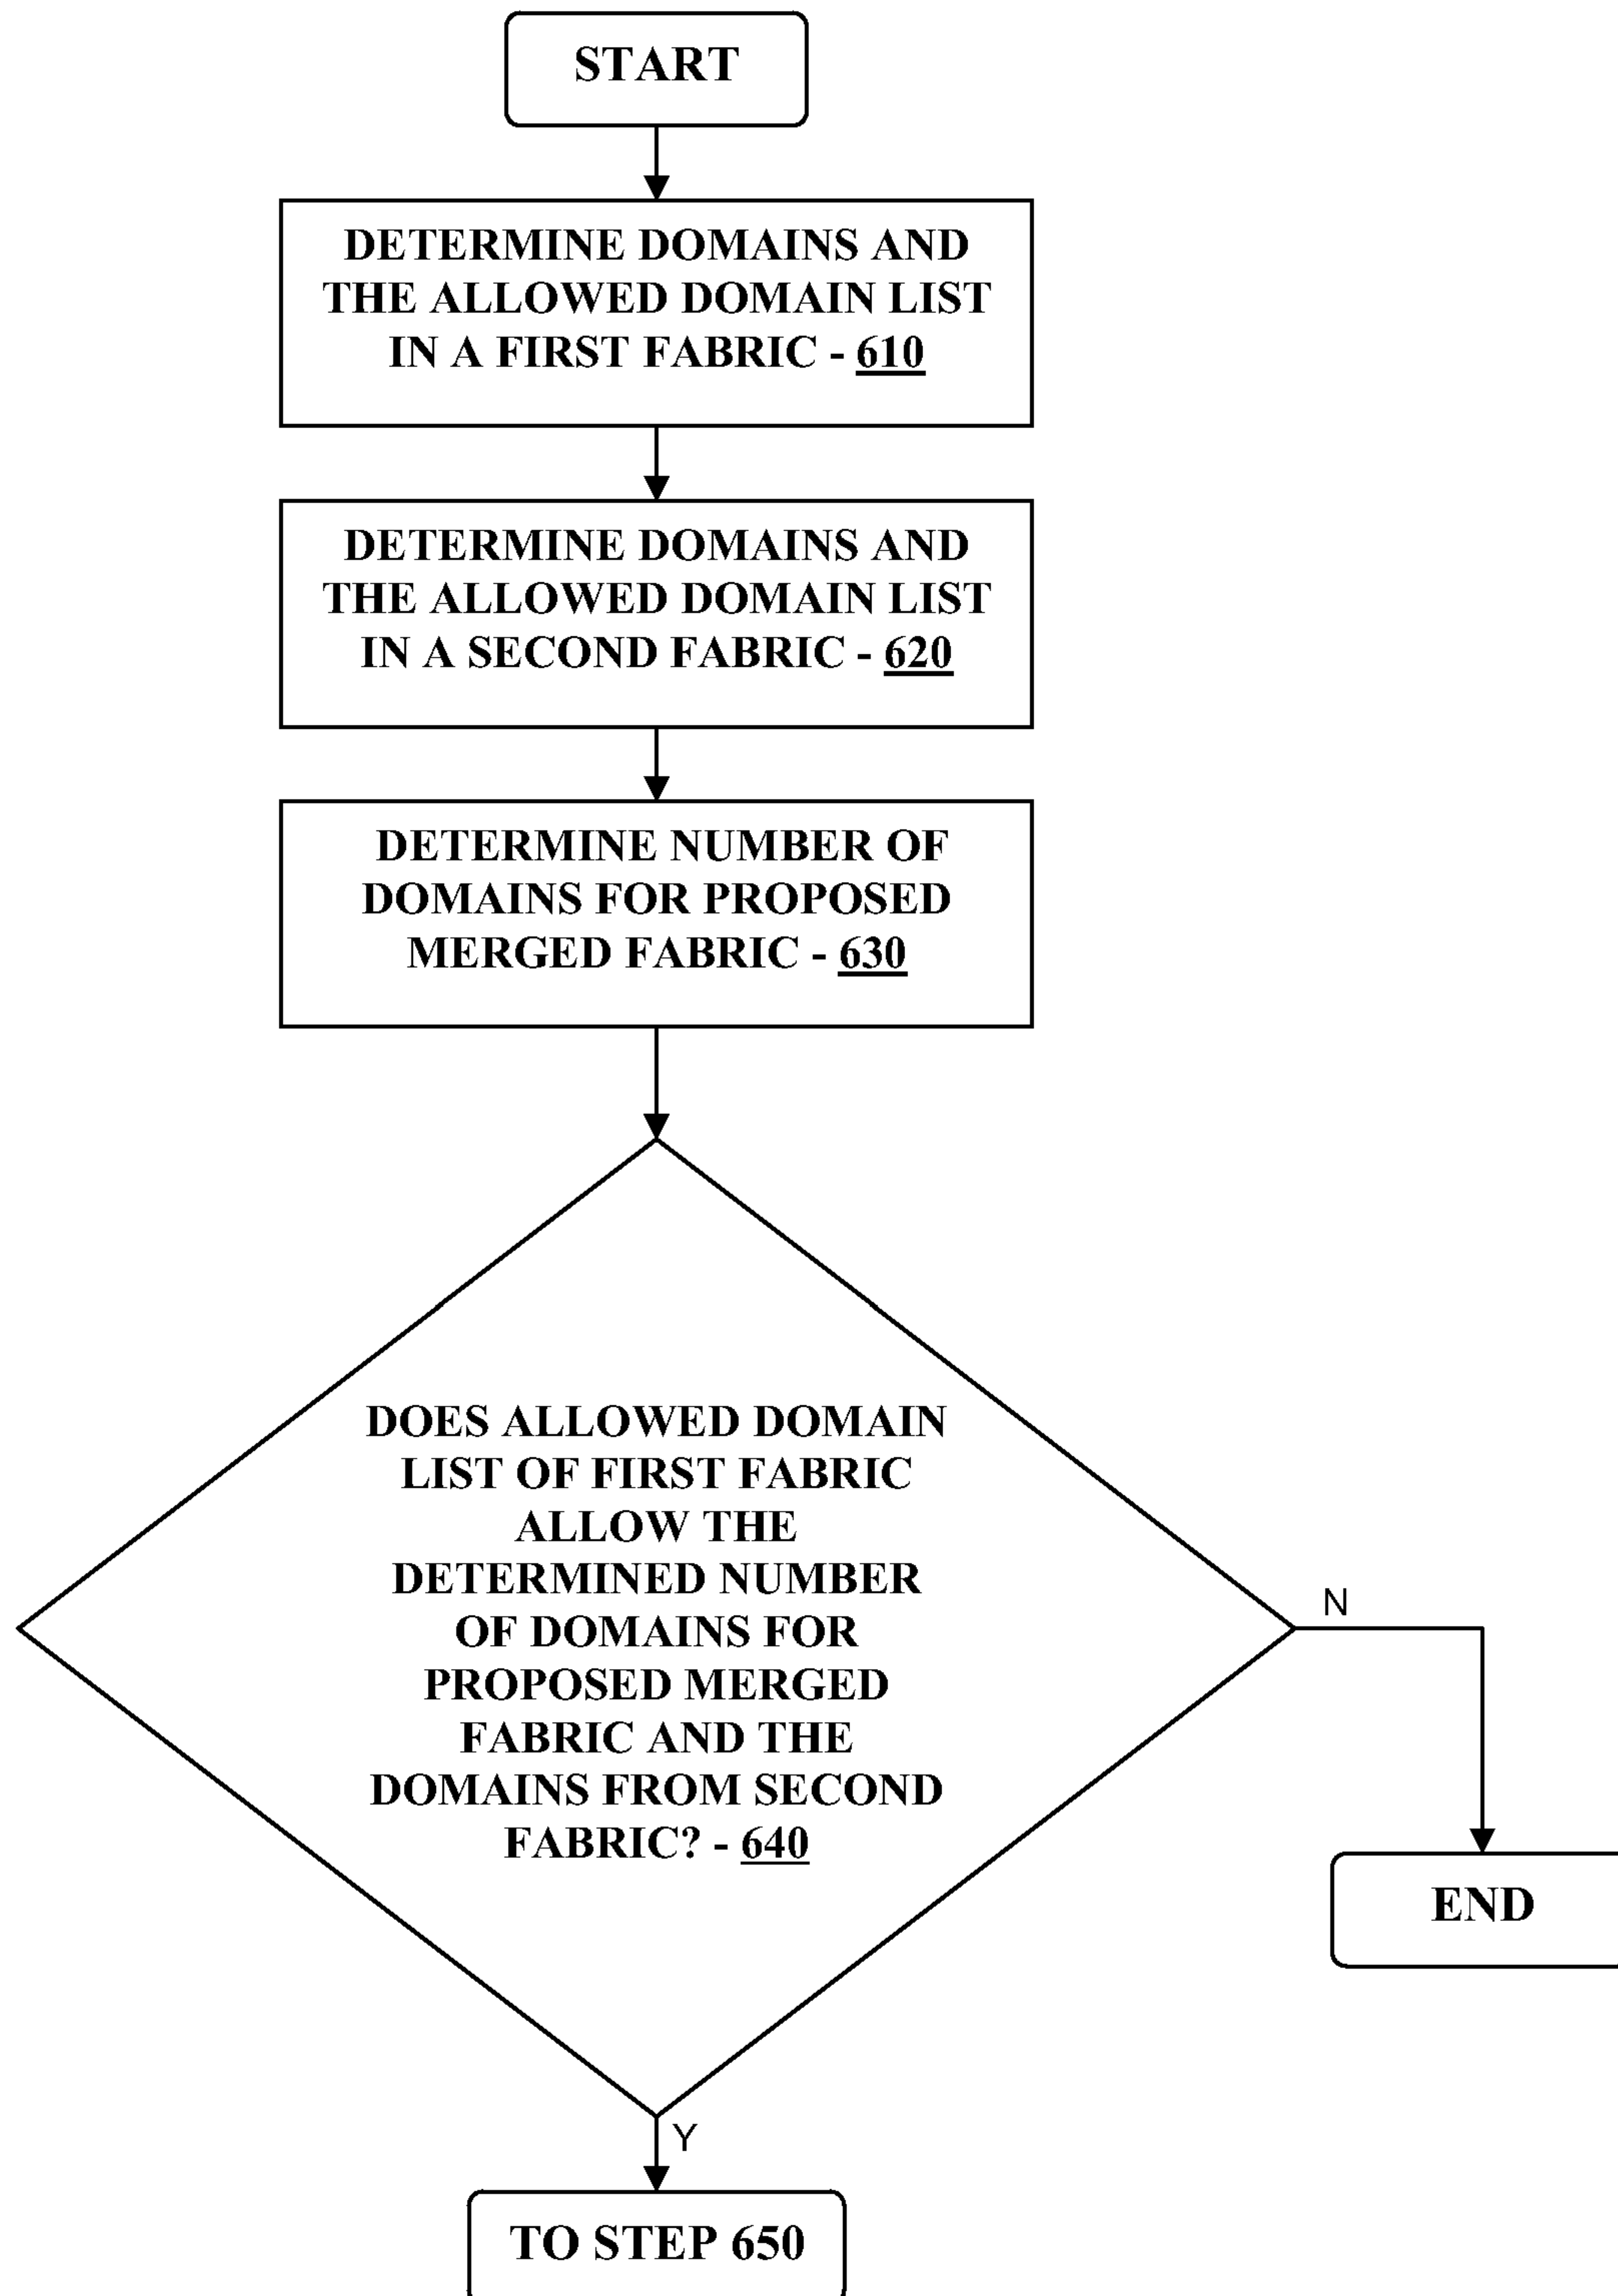 START
DETERMINE DOMAINS AND
THE ALLOWED DOMAIN LIST
IN A FIRST FABRIC - 610
DETERMINE DOMAINS AND
THE ALLOWED DOMAIN LIST
IN A SECOND FABRIC - 620
DETERMINE NUMBER OF
DOMAINS FOR PROPOSED
MERGED FABRIC - 630
DOES ALLOWED DOMAIN
LIST OF FIRST FABRIC
ALLOW THE
DETERMINED NUMBER
OF DOMAINS FOR
PROPOSED MERGED
FABRIC AND THE
DOMAINS FROM SECOND
FABRIC? - 640
N
END
Y
TO STEP 650